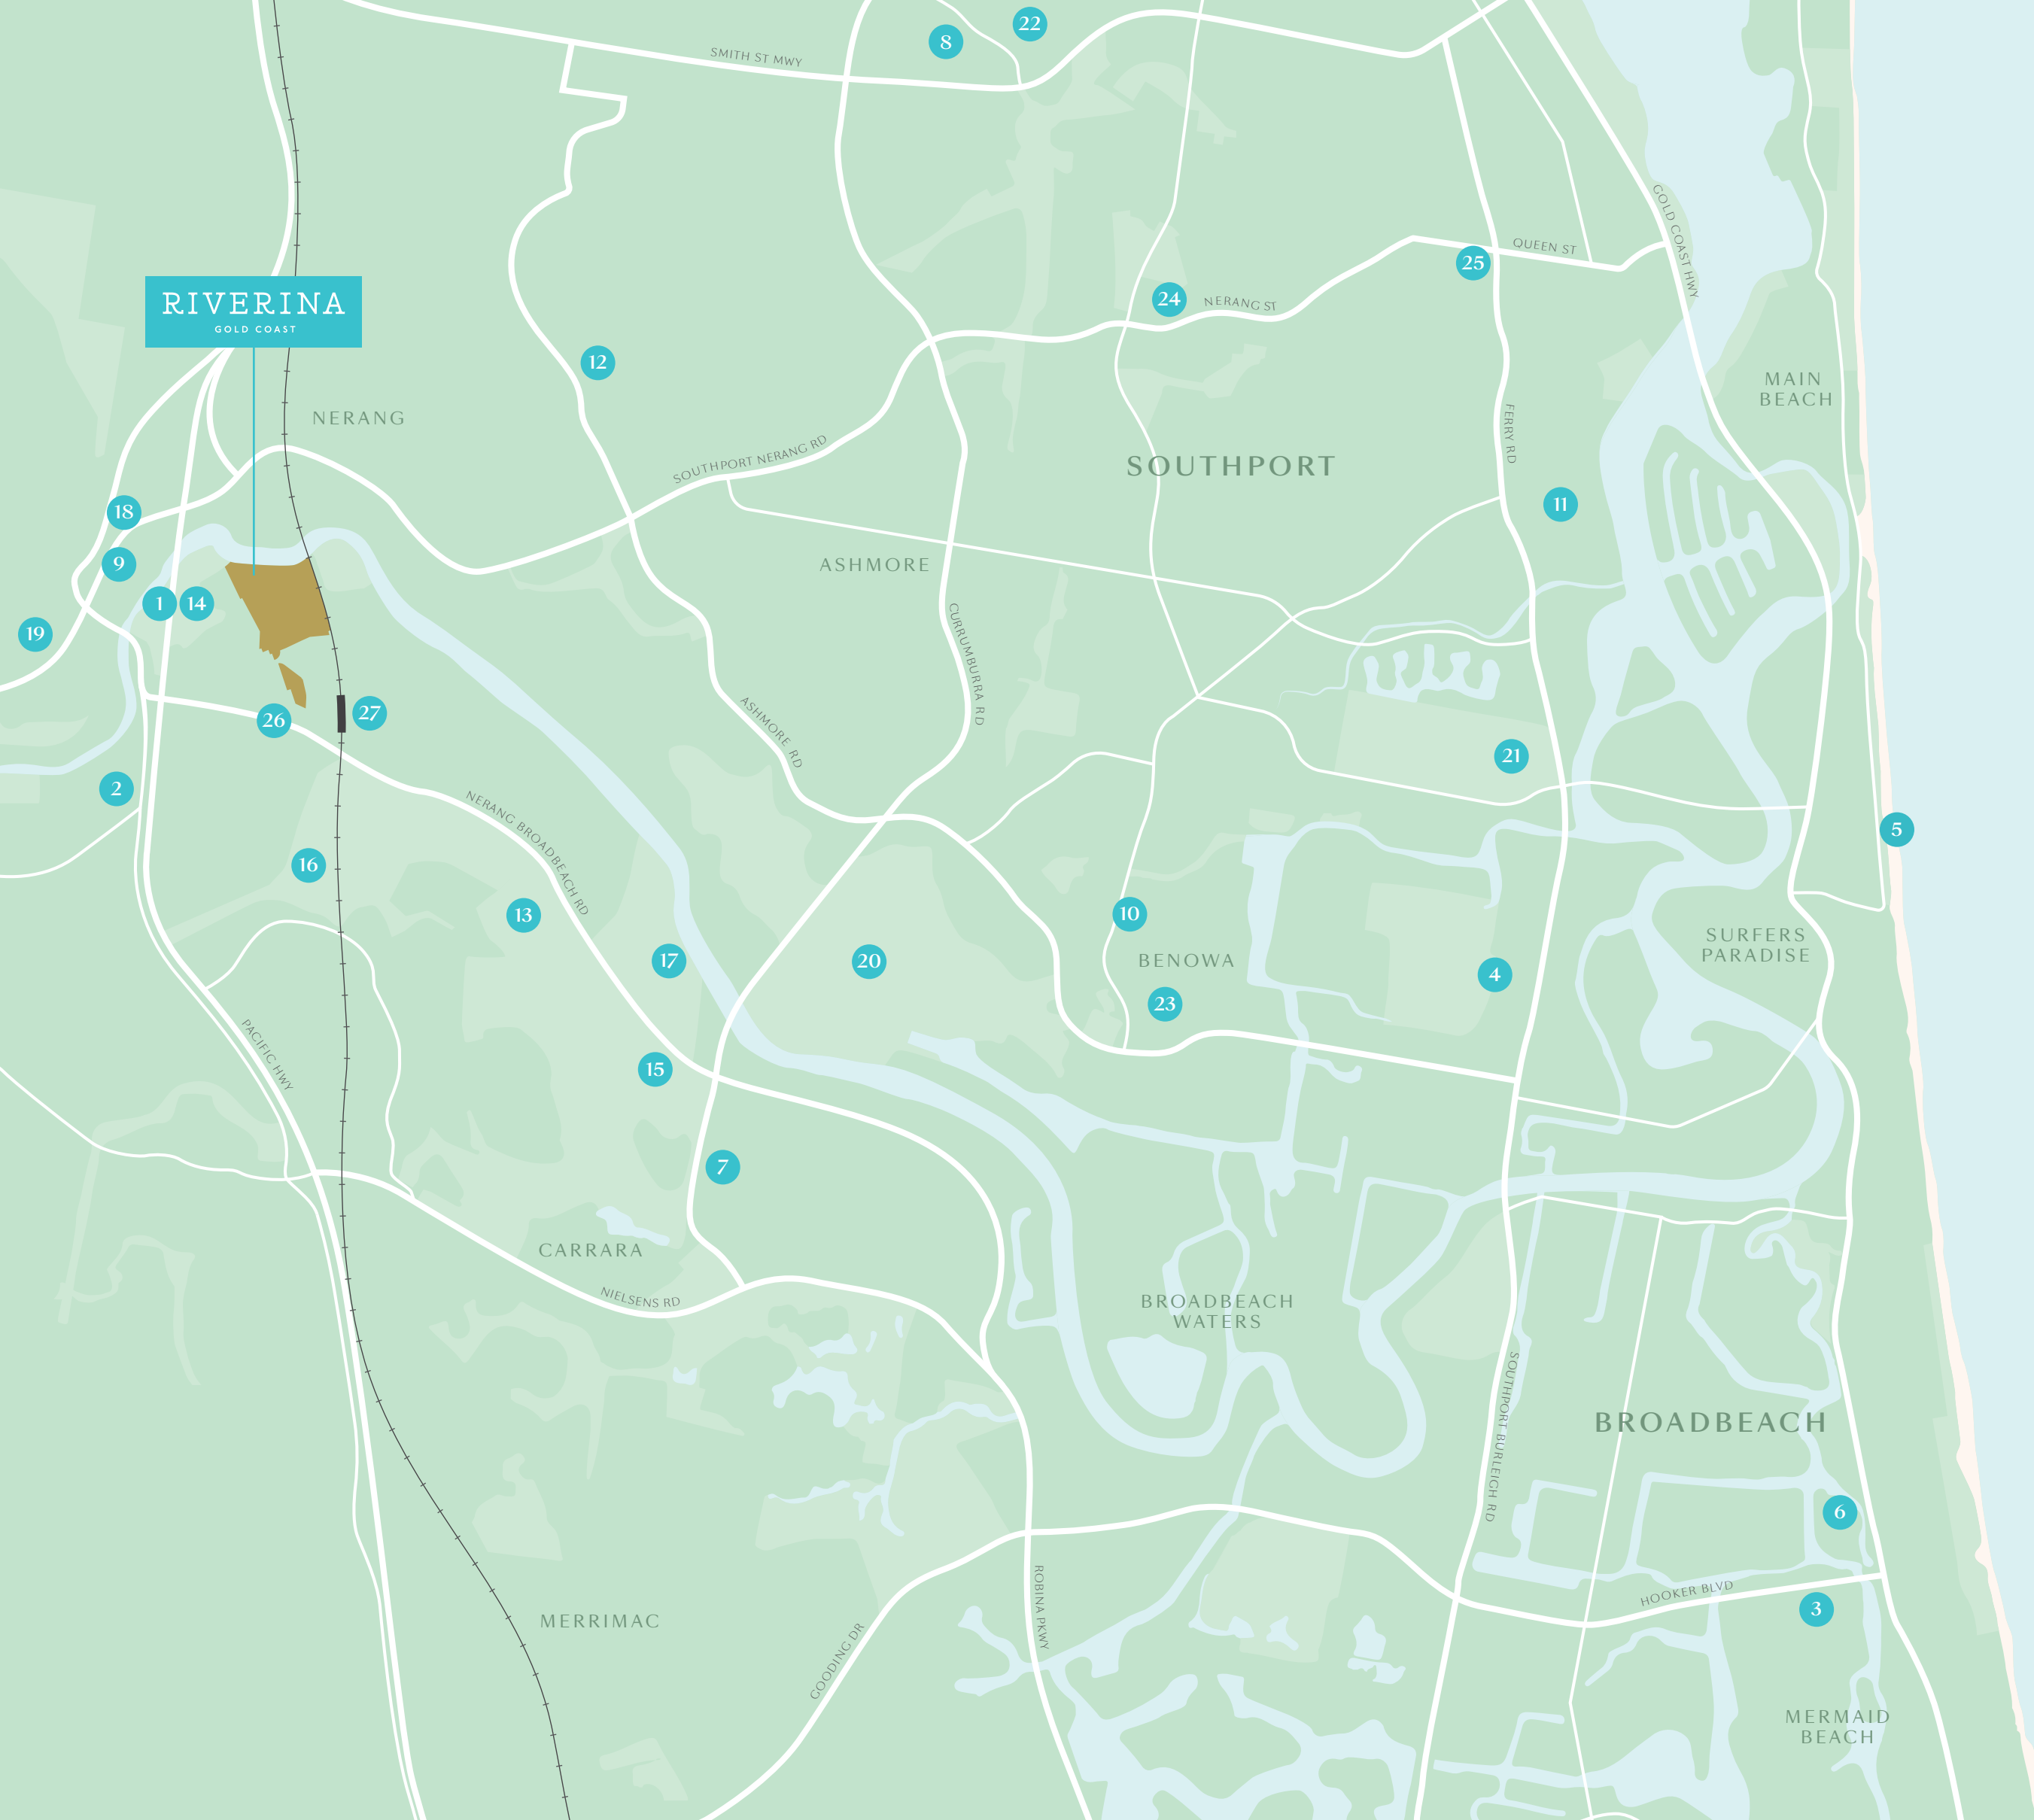 22
8
SMITH ST MWY
GOLD COAST HWY
QUEEN ST
25
RIVERINA
GOLD COAST
24
NERANG ST
12
MAIN
BEACH
NERANG
FERRY RD
SOUTHPORT NERANG RD
SOUTHPORT
11
18
9
ASHMORE
1
14
19
CURRUMBURRA RD
ASHMORE RD
26
27
21
2
NERANG BROADBEACH RD
5
16
13
10
SURFERS
PARADISE
17
20
BENOWA
4
23
PACIFIC HWY
15
7
CARRARA
NIELSENS RD
BROADBEACH
WATERS
SOUTHPORT BURLEIGH RD
BROADBEACH
6
HOOKER BLVD
3
ROBINA PKWY
MERRIMAC
GOODING DR
MERMAID
BEACH